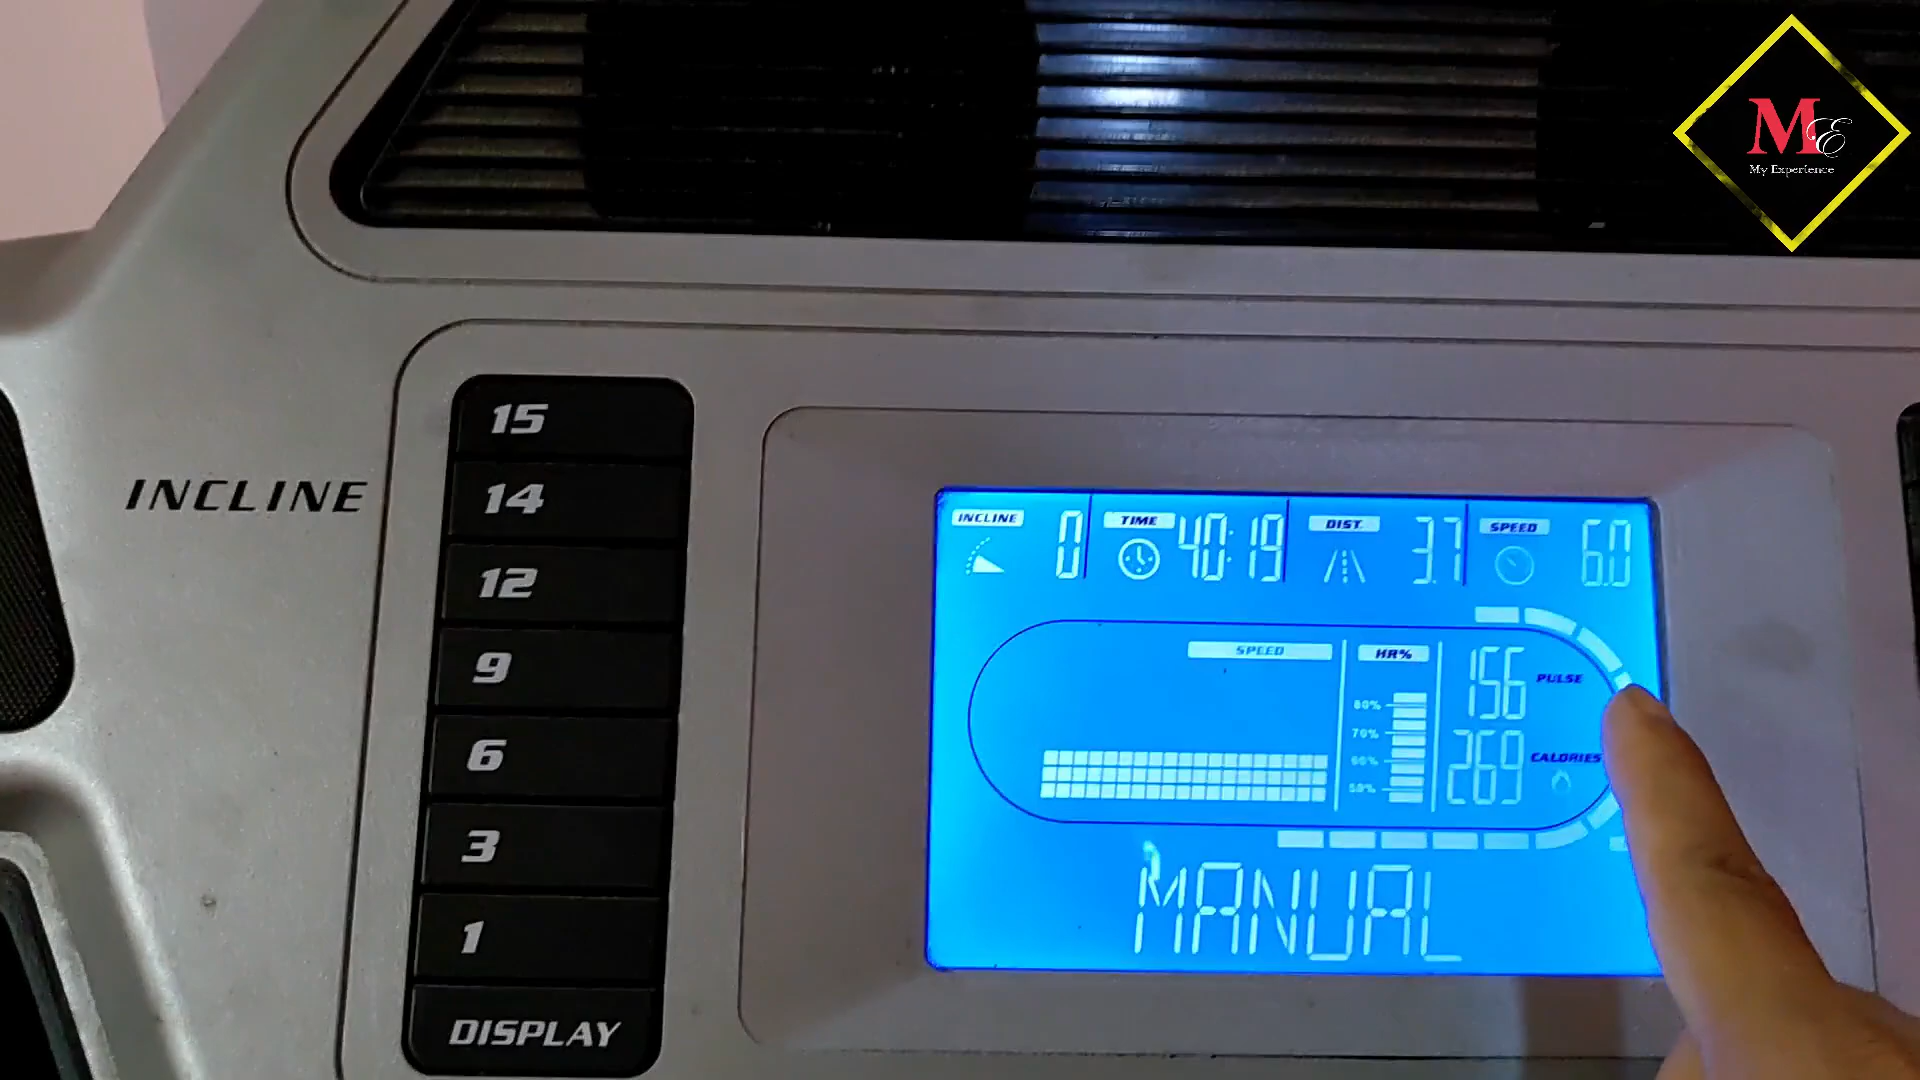 ME
My Experience
INCLINE
15
14
12
9
6
3
1
DISPLAY
INCLINE 0 TIME 40:19 DIST. 3.7 SPEED 6.0
SPEED
HR%
80%
70%
60%
50%
156 PULSE
269 CALORIES
MANUAL